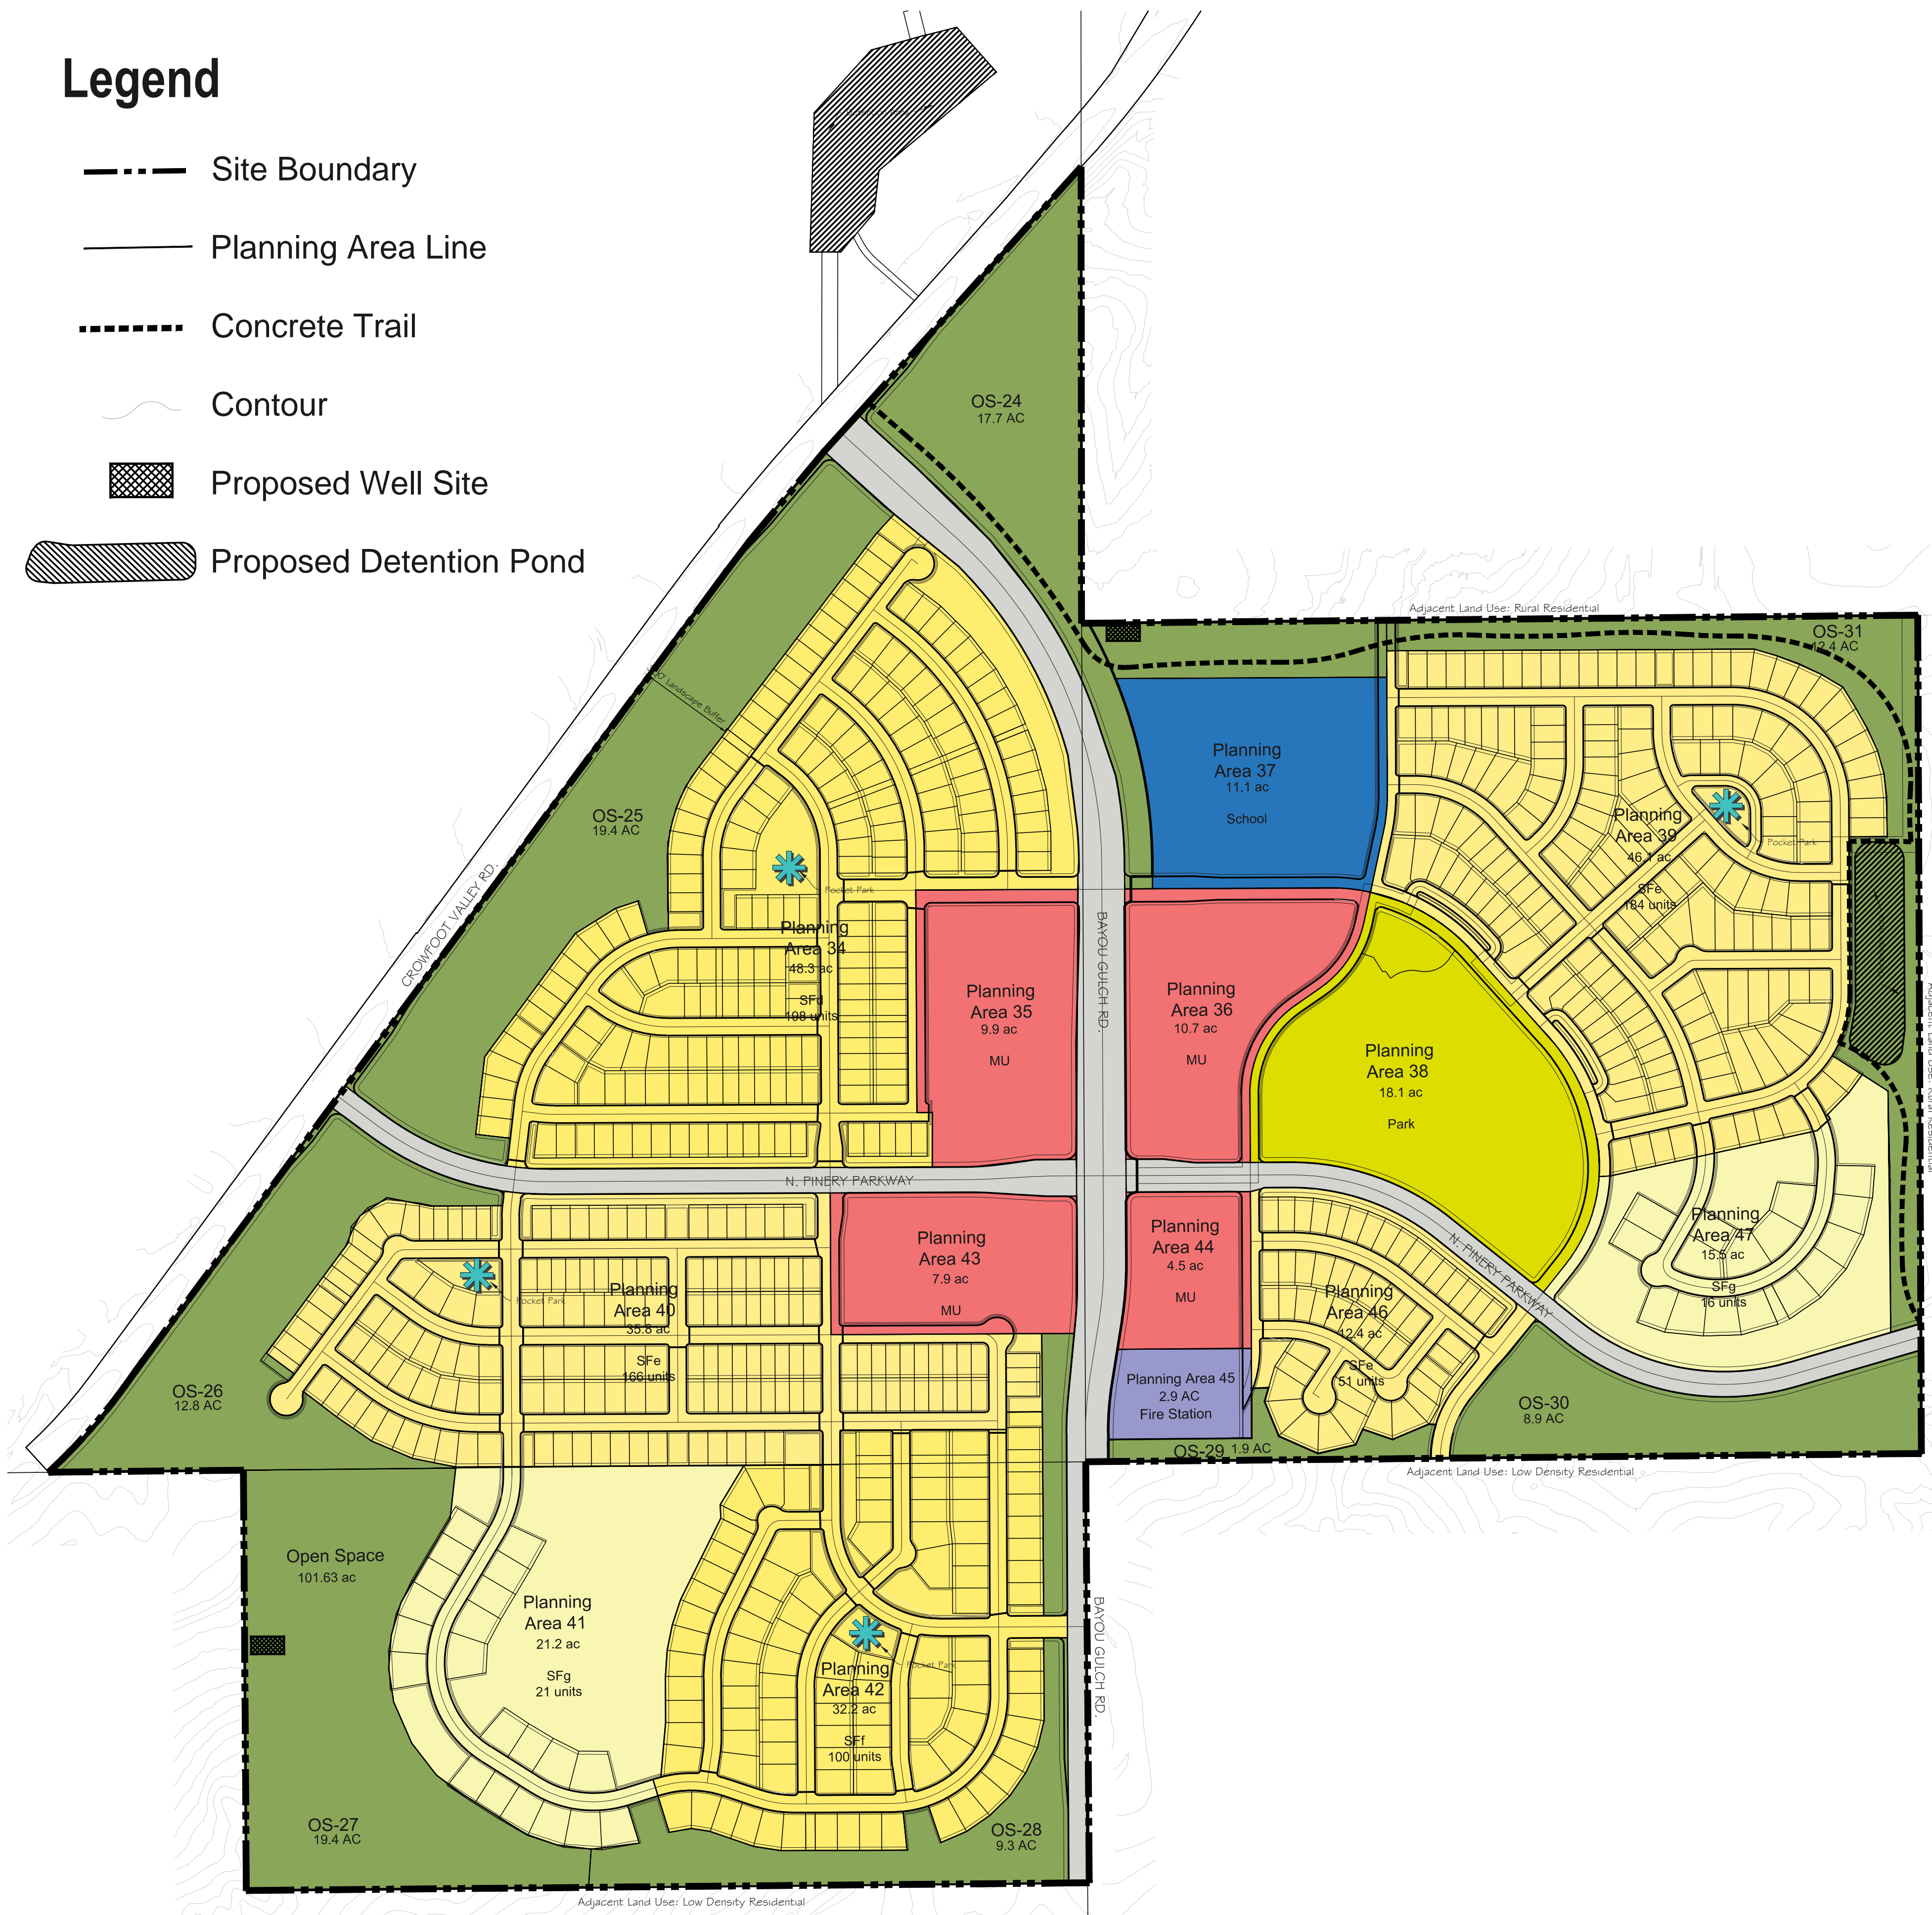 Legend
Site Boundary
Planning Area Line
Concrete Trail
Contour
Proposed Well Site
Proposed Detention Pond
OS-24
17.7 AC
Adjacent Land Use: Rural Residential
OS-31
12.4 AC
Landscape Buffer
OS-25
19.4 AC
CROWFOOT VALLEY RD.
Planning
Area 37
11.1 ac
School
Planning
Area 39
46.1 ac
SFe
184 units
Pocket Park
Pocket Park
Planning
Area 34
48.3 ac
SFd
198 units
Planning
Area 35
9.9 ac
MU
BAYOU GULCH RD.
Planning
Area 36
10.7 ac
MU
Planning
Area 38
18.1 ac
Park
Adjacent Land Use: Rural Residential
N. PINERY PARKWAY
Planning
Area 43
7.9 ac
MU
Planning
Area 44
4.5 ac
MU
N. PINERY PARKWAY
Planning
Area 47
15.5 ac
SFg
16 units
Planning
Area 46
12.4 ac
SFe
51 units
Pocket Park
Planning
Area 40
35.8 ac
SFe
166 units
OS-26
12.8 AC
Planning Area 45
2.9 AC
Fire Station
OS-30
8.9 AC
OS-29 1.9 AC
Adjacent Land Use: Low Density Residential
Open Space
101.63 ac
Planning
Area 41
21.2 ac
SFg
21 units
BAYOU GULCH RD.
Pocket Park
Planning
Area 42
32.2 ac
SFf
100 units
OS-27
19.4 AC
OS-28
9.3 AC
Adjacent Land Use: Low Density Residential